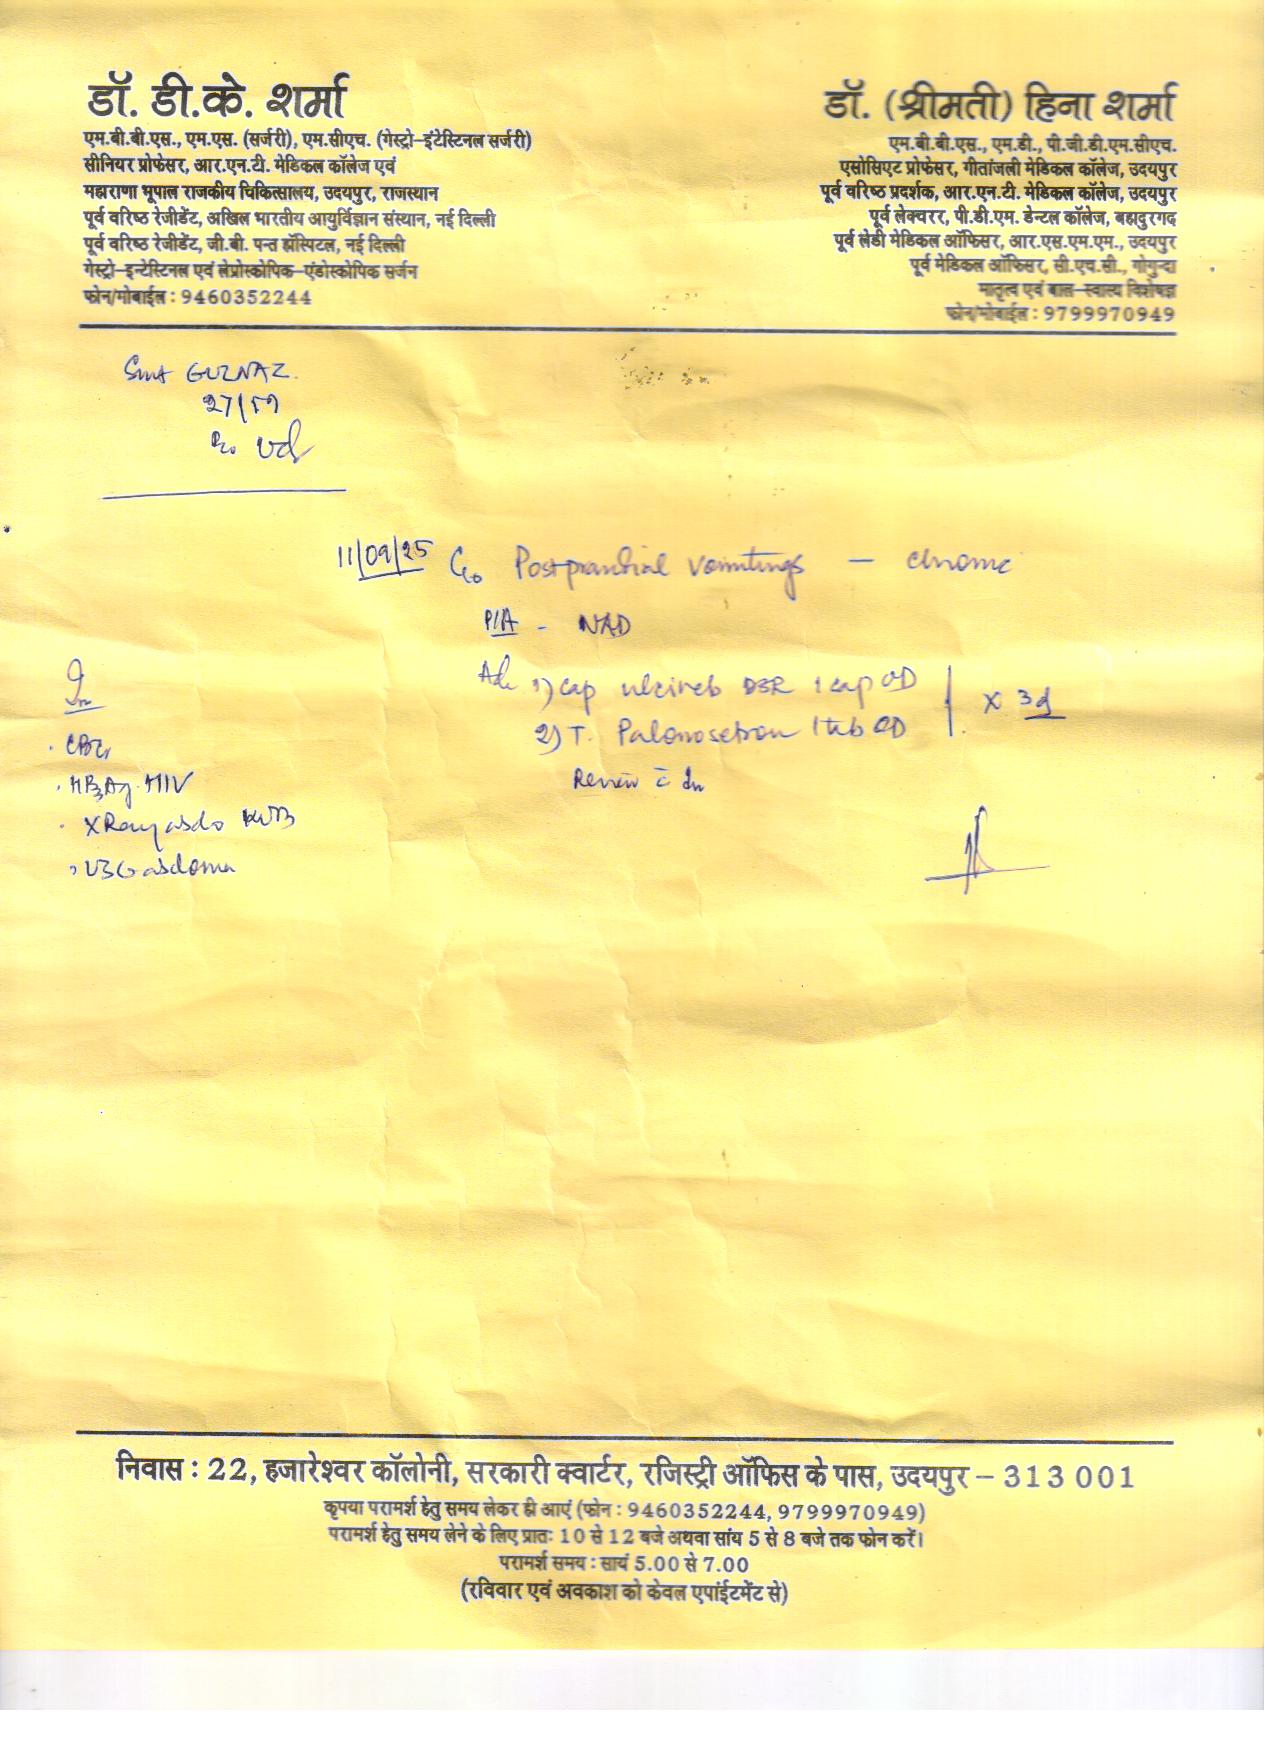 डॉ. डी.के. शर्मा
एम.बी.बी.एस., एम.एस. (सर्जरी), एम.सीएच. (गेस्ट्रो-इंटेस्टिनल सर्जरी)
सीनियर प्रोफेसर, आर.एन.टी. मेडिकल कॉलेज एवं
महाराणा भूपाल राजकीय चिकित्सालय, उदयपुर, राजस्थान
पूर्व वरिष्ठ रेजीडेंट, अखिल भारतीय आयुर्विज्ञान संस्थान, नई दिल्ली
पूर्व वरिष्ठ रेजीडेंट, जी.बी. पन्त हॉस्पिटल, नई दिल्ली
गेस्ट्रो-इन्टेस्टिनल एवं लेप्रोस्कोपिक-एंडोस्कोपिक सर्जन
फोन/मोबाईल : 9460352244
डॉ. (श्रीमती) हिना शर्मा
एम.बी.बी.एस., एम.डी., पी.जी.डी.एम.सीएच.
एसोसिएट प्रोफेसर, गीतांजली मेडिकल कॉलेज, उदयपुर
पूर्व वरिष्ठ प्रदर्शक, आर.एन.टी. मेडिकल कॉलेज, उदयपुर
पूर्व लेक्चरर, पी.डी.एम. डेन्टल कॉलेज, बहादुरगढ
पूर्व लेडी मेडिकल ऑफिसर, आर.एस.एम.एम., उदयपुर
पूर्व मेडिकल ऑफिसर, सी.एच.सी., गोगुन्दा
मातृत्व एवं बाल-स्वास्थ्य विशेषज्ञ
फोन/मोबाईल : 9799970949
Smt GULNAZ.
27/
Ud
11/09/25 C/o Postprandial vomitings - chronic
P/A - NAD
Adv 1) Cap DSR 1 cap OD
2) T. Palonosetron 1 tab OD
x 3d
Review c̄ Inv
Inv
· CBC,
· HBsAg. HIV
· XRay abdo KUB
· USG abdomen
निवास : 22, हजारेश्वर कॉलोनी, सरकारी क्वार्टर, रजिस्ट्री ऑफिस के पास, उदयपुर – 313 001
कृपया परामर्श हेतु समय लेकर ही आएं (फोन : 9460352244, 9799970949)
परामर्श हेतु समय लेने के लिए प्रातः 10 से 12 बजे अथवा सांय 5 से 8 बजे तक फोन करें।
परामर्श समय : सायं 5.00 से 7.00
(रविवार एवं अवकाश को केवल एपांईटमेंट से)